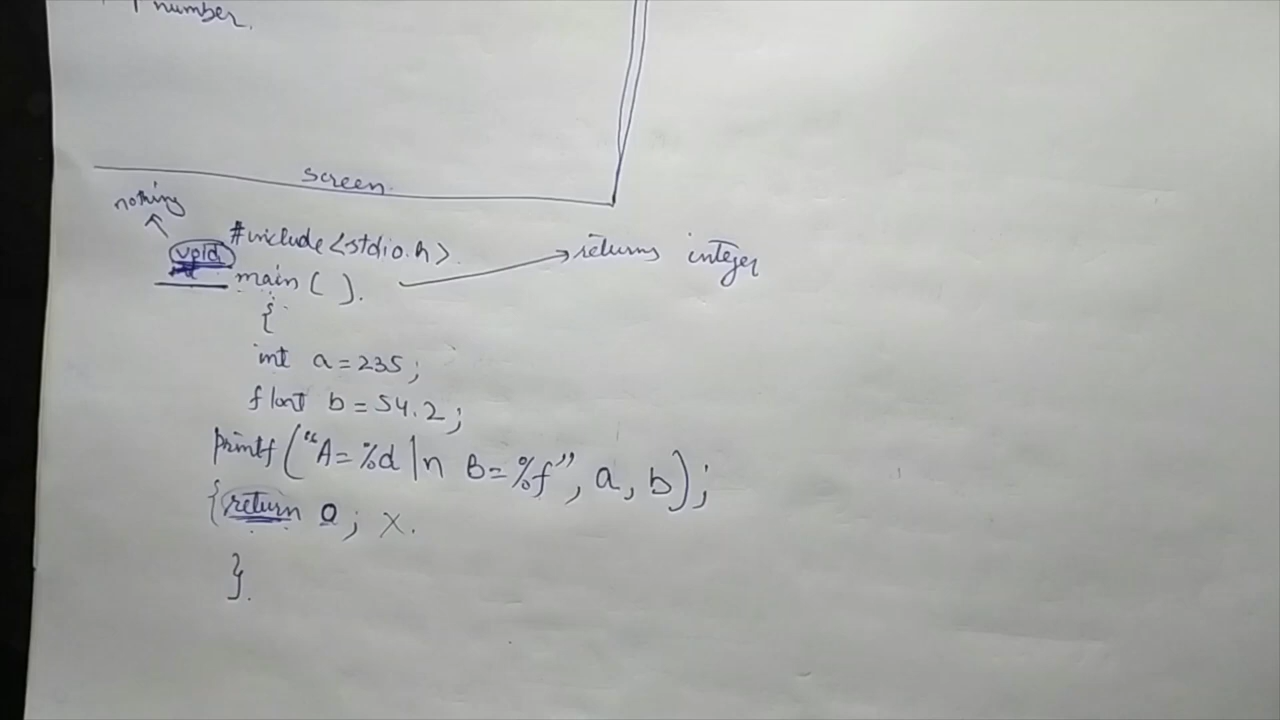 number.
screen.
nothing
#include<stdio.h>.
void main( ). → returns integer
{
int a=235;
float b=54.2;
printf("A=%d \n B=%f", a, b);
{return 0; X.
}.